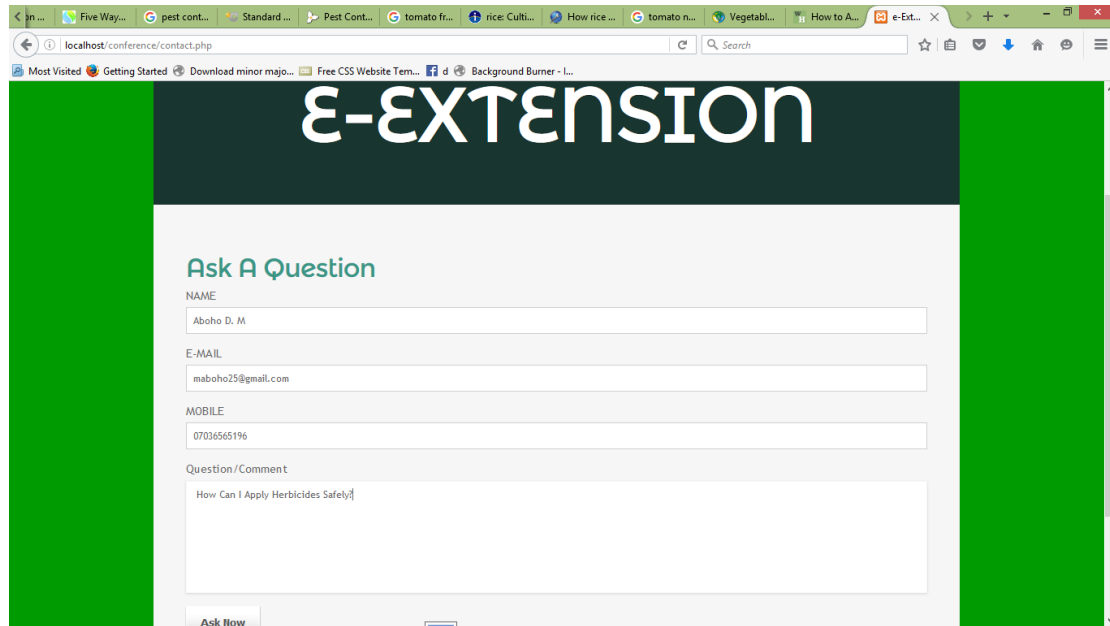 on ... Five Way... pest cont... Standard ... Pest Cont... tomato fr... rice: Culti... How rice ... tomato n... Vegetabl... How to A... e-Ext...
localhost/conference/contact.php Search
Most Visited Getting Started Download minor majo... Free CSS Website Tem... d Background Burner - I...
E-EXTENSION
Ask A Question
NAME
Aboho D. M
E-MAIL
maboho25@gmail.com
MOBILE
07036565196
Question/Comment
How Can I Apply Herbicides Safely?
Ask Now